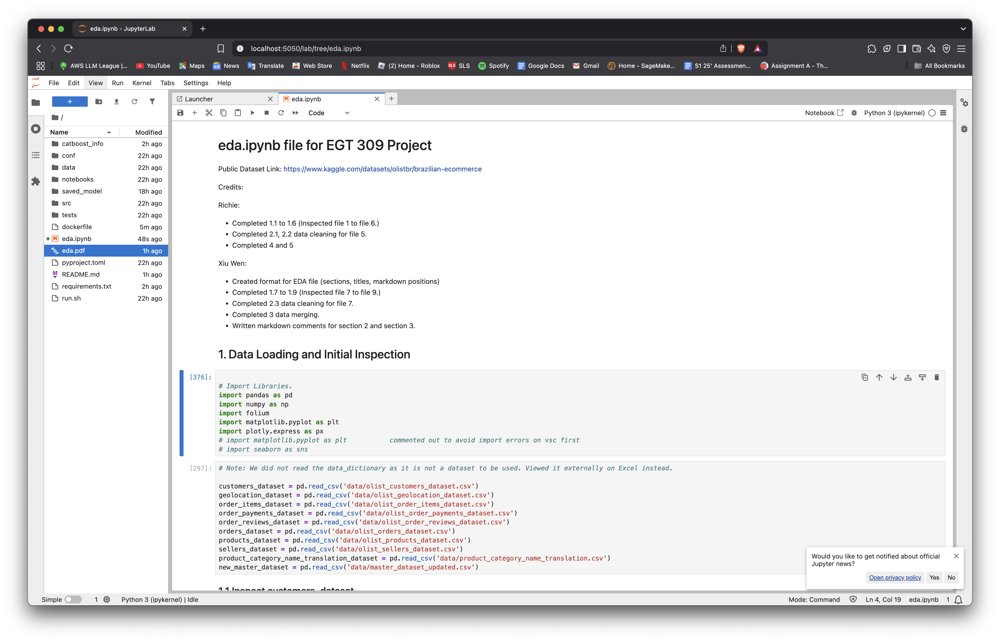 eda.ipynb - JupyterLab
localhost:5050/lab/tree/eda.ipynb
AWS LLM League |...
YouTube
Maps
News
Translate
Web Store
Netflix
(2) Home - Roblox
SLS
SLS
Spotify
Google Docs
Gmail
Home - SageMake...
S1 25' Assessmen...
Assignment A - Th...
All Bookmarks
File Edit View Run Kernel Tabs Settings Help
Launcher
eda.ipynb
Code
Notebook
Python 3 (ipykernel)
/
Name Modified
catboost_info 2h ago
conf 22h ago
data 22h ago
notebooks 22h ago
saved_model 18h ago
src 22h ago
tests 22h ago
dockerfile 5m ago
eda.ipynb 48s ago
PDF eda.pdf 1h ago
pyproject.toml 22h ago
M README.md 1h ago
requirements.txt 2h ago
run.sh 22h ago
eda.ipynb file for EGT 309 Project
Public Dataset Link: https://www.kaggle.com/datasets/olistbr/brazilian-ecommerce
Credits:
Richie:
• Completed 1.1 to 1.6 (Inspected file 1 to file 6.)
• Completed 2.1, 2.2 data cleaning for file 5.
• Completed 4 and 5
Xiu Wen:
• Created format for EDA file (sections, titles, markdown positions)
• Completed 1.7 to 1.9 (Inspected file 7 to file 9.)
• Completed 2.3 data cleaning for file 7.
• Completed 3 data merging.
• Written markdown comments for section 2 and section 3.
1. Data Loading and Initial Inspection
[376]:
# Import Libraries.
import pandas as pd
import numpy as np
import folium
import matplotlib.pyplot as plt
import plotly.express as px
# import matplotlib.pyplot as plt commented out to avoid import errors on vsc first
# import seaborn as sns
[297]:
# Note: We did not read the data_dictionary as it is not a dataset to be used. Viewed it externally on Excel instead.
customers_dataset = pd.read_csv('data/olist_customers_dataset.csv')
geolocation_dataset = pd.read_csv('data/olist_geolocation_dataset.csv')
order_items_dataset = pd.read_csv('data/olist_order_items_dataset.csv')
order_payments_dataset = pd.read_csv('data/olist_order_payments_dataset.csv')
order_reviews_dataset = pd.read_csv('data/olist_order_reviews_dataset.csv')
orders_dataset = pd.read_csv('data/olist_orders_dataset.csv')
products_dataset = pd.read_csv('data/olist_products_dataset.csv')
sellers_dataset = pd.read_csv('data/olist_sellers_dataset.csv')
product_category_name_translation_dataset = pd.read_csv('data/product_category_name_translation.csv')
new_master_dataset = pd.read_csv('data/master_dataset_updated.csv')
1.1 Inspect customers_dataset
Would you like to get notified about official
Jupyter news?
Open privacy policy Yes No
Simple 1 Python 3 (ipykernel) | Idle
Mode: Command Ln 4, Col 19 eda.ipynb 1